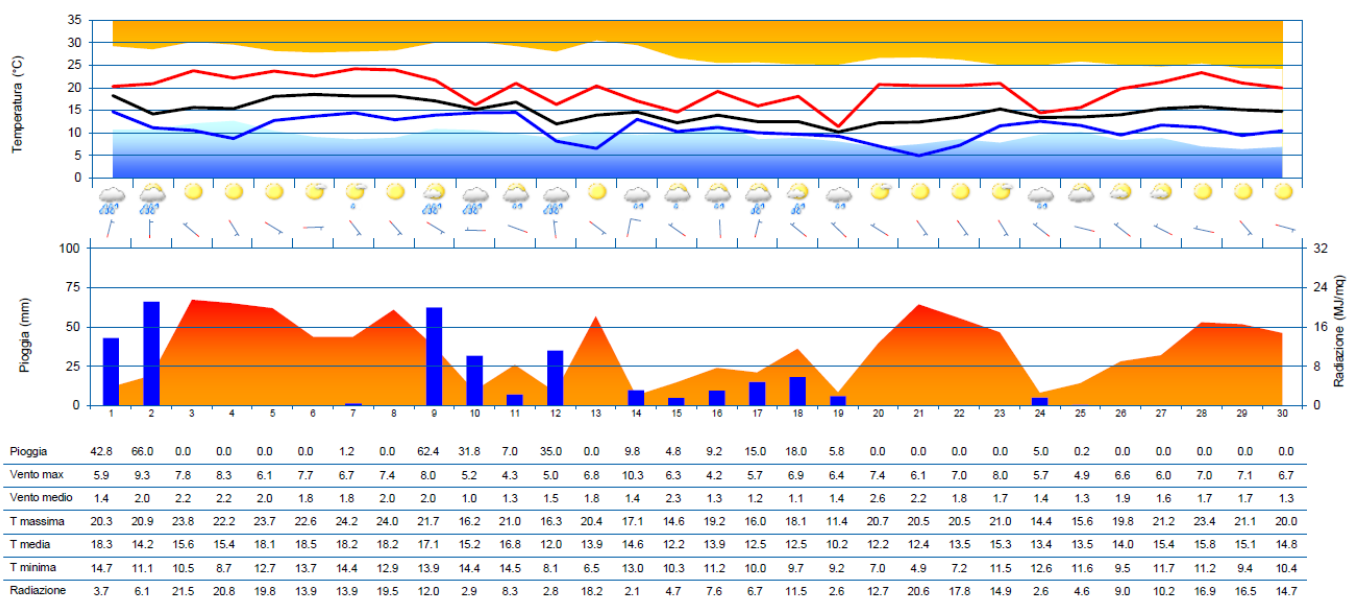 35
30
25
20
15
10
5
0
Temperatura (°C)
100
75
50
25
0
Pioggia (mm)
32
24
16
8
0
Radiazione (MJ/mq)
1 2 3 4 5 6 7 8 9 10 11 12 13 14 15 16 17 18 19 20 21 22 23 24 25 26 27 28 29 30
Pioggia 42.8 66.0 0.0 0.0 0.0 0.0 1.2 0.0 62.4 31.8 7.0 35.0 0.0 9.8 4.8 9.2 15.0 18.0 5.8 0.0 0.0 0.0 0.0 5.0 0.2 0.0 0.0 0.0 0.0 0.0
Vento max 5.9 9.3 7.8 8.3 6.1 7.7 6.7 7.4 8.0 5.2 4.3 5.0 6.8 10.3 6.3 4.2 5.7 6.9 6.4 7.4 6.1 7.0 8.0 5.7 4.9 6.6 6.0 7.0 7.1 6.7
Vento medio 1.4 2.0 2.2 2.2 2.0 1.8 1.8 2.0 2.0 1.0 1.3 1.5 1.8 1.4 2.3 1.3 1.2 1.1 1.4 2.6 2.2 1.8 1.7 1.4 1.3 1.9 1.6 1.7 1.7 1.3
T massima 20.3 20.9 23.8 22.2 23.7 22.6 24.2 24.0 21.7 16.2 21.0 16.3 20.4 17.1 14.6 19.2 16.0 18.1 11.4 20.7 20.5 20.5 21.0 14.4 15.6 19.8 21.2 23.4 21.1 20.0
T media 18.3 14.2 15.6 15.4 18.1 18.5 18.2 18.2 17.1 15.2 16.8 12.0 13.9 14.6 12.2 13.9 12.5 12.5 10.2 12.2 12.4 13.5 15.3 13.4 13.5 14.0 15.4 15.8 15.1 14.8
T minima 14.7 11.1 10.5 8.7 12.7 13.7 14.4 12.9 13.9 14.4 14.5 8.1 6.5 13.0 10.3 11.2 10.0 9.7 9.2 7.0 4.9 7.2 11.5 12.6 11.6 9.5 11.7 11.2 9.4 10.4
Radiazione 3.7 6.1 21.5 20.8 19.8 13.9 13.9 19.5 12.0 2.9 8.3 2.8 18.2 2.1 4.7 7.6 6.7 11.5 2.6 12.7 20.6 17.8 14.9 2.6 4.6 9.0 10.2 16.9 16.5 14.7